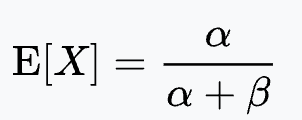 E[X] = α / (α + β)